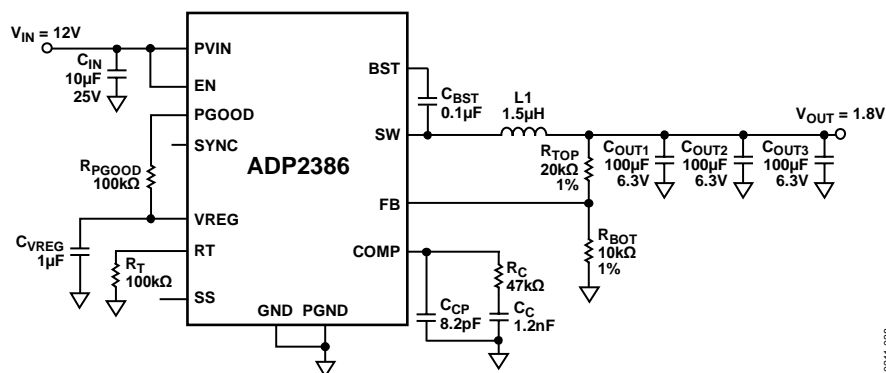 VIN = 12V
CIN
10µF
25V
PVIN
EN
PGOOD
SYNC
RPGOOD
100kΩ
VREG
CVREG
1µF
RT
RT
100kΩ
SS
ADP2386
GND PGND
BST
CBST
0.1µF
SW
L1
1.5µH
VOUT = 1.8V
RTOP
20kΩ
1%
COUT1
100µF
6.3V
COUT2
100µF
6.3V
COUT3
100µF
6.3V
FB
RBOT
10kΩ
1%
COMP
RC
47kΩ
CCP
8.2pF
CC
1.2nF